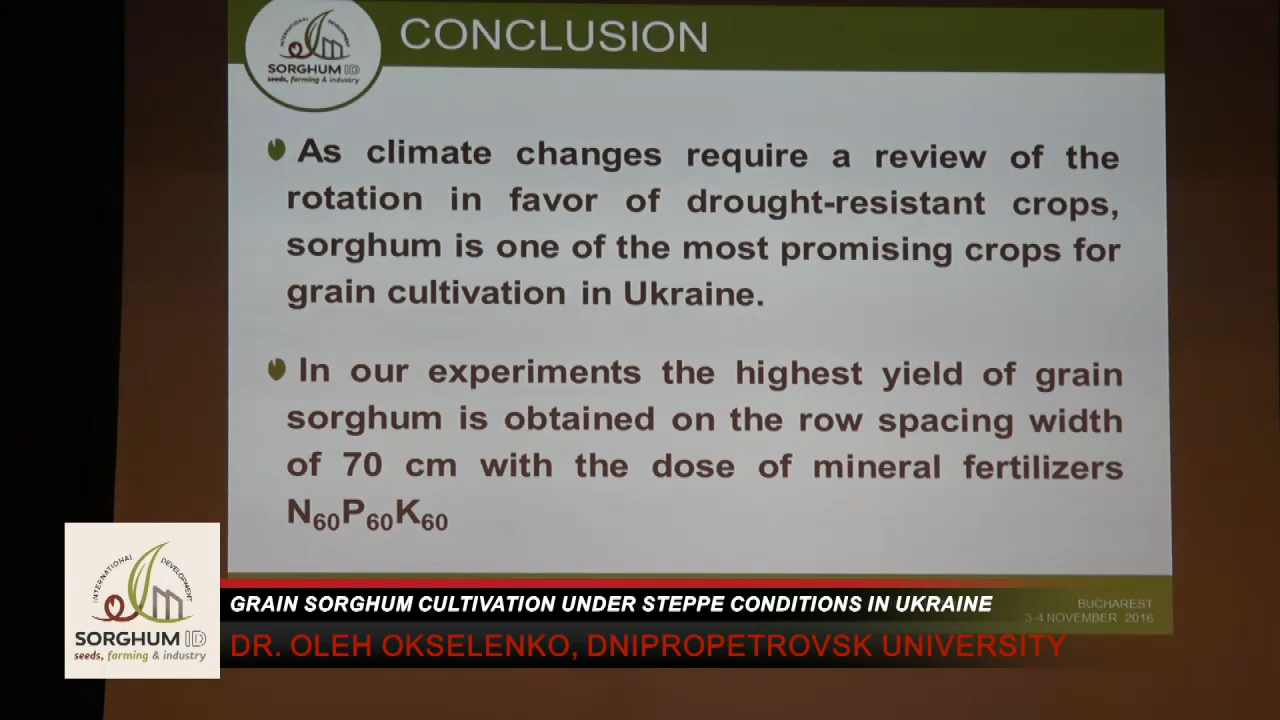 CONCLUSION
INTERNATIONAL DEVELOPMENT
SORGHUM ID
seeds, farming & industry
As climate changes require a review of the
rotation in favor of drought-resistant crops,
sorghum is one of the most promising crops for
grain cultivation in Ukraine.
In our experiments the highest yield of grain
sorghum is obtained on the row spacing width
of 70 cm with the dose of mineral fertilizers
N60P60K60
BUCHAREST
3-4 NOVEMBER 2016
INTERNATIONAL DEVELOPMENT
SORGHUM ID
seeds, farming & industry
GRAIN SORGHUM CULTIVATION UNDER STEPPE CONDITIONS IN UKRAINE
DR. OLEH OKSELENKO, DNIPROPETROVSK UNIVERSITY